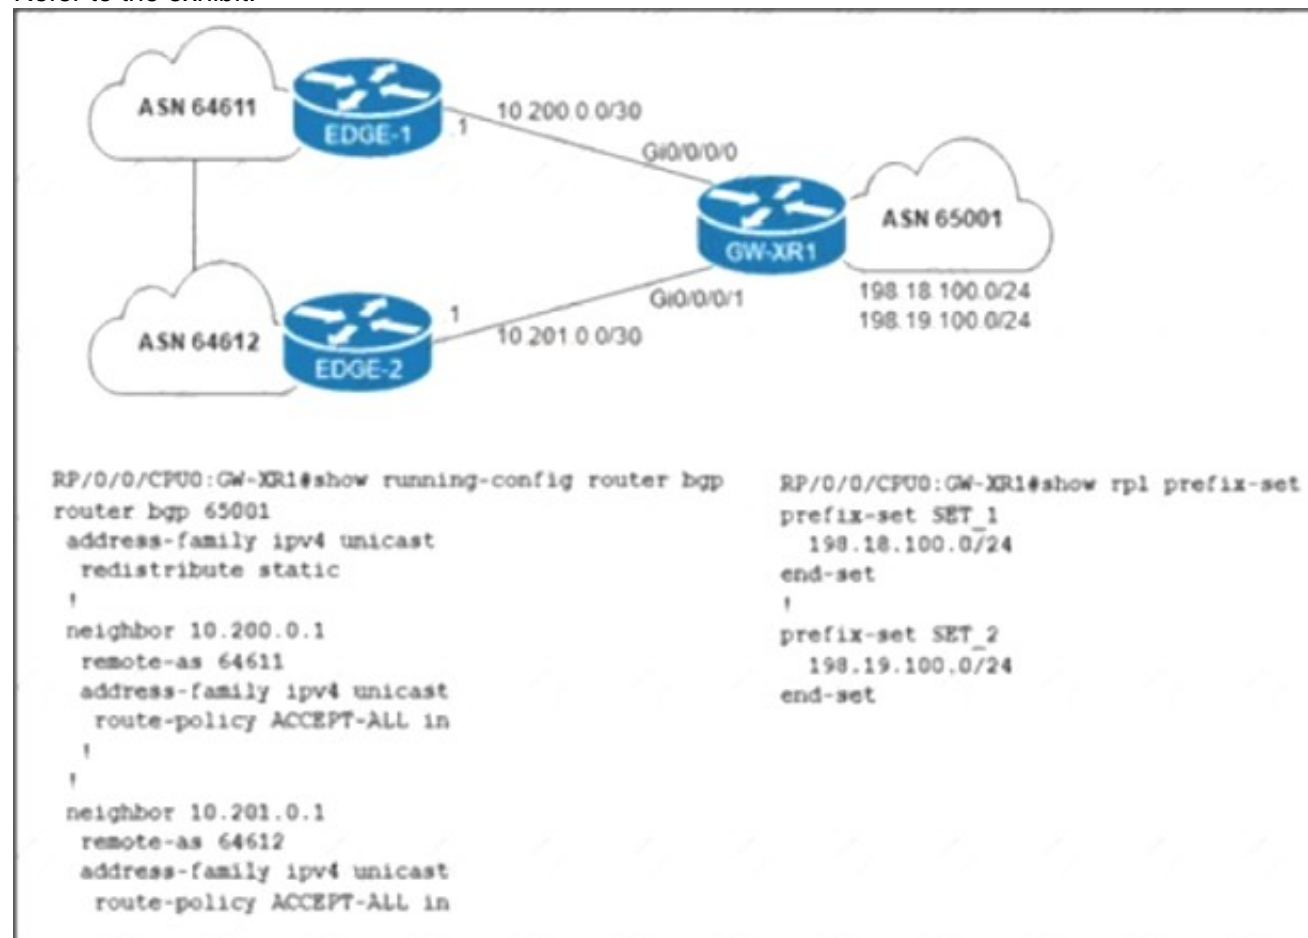 Refer to the exhibit.
ASN 64611
EDGE-1
.1
10.200.0.0/30
Gi0/0/0/0
GW-XR1
ASN 65001
198.18.100.0/24
198.19.100.0/24
Gi0/0/0/1
10.201.0.0/30
.1
ASN 64612
EDGE-2
RP/0/0/CPU0:GW-XR1#show running-config router bgp
router bgp 65001
address-family ipv4 unicast
redistribute static
!
neighbor 10.200.0.1
remote-as 64611
address-family ipv4 unicast
route-policy ACCEPT-ALL in
!
!
neighbor 10.201.0.1
remote-as 64612
address-family ipv4 unicast
route-policy ACCEPT-ALL in
RP/0/0/CPU0:GW-XR1#show rpl prefix-set
prefix-set SET_1
198.18.100.0/24
end-set
!
prefix-set SET_2
198.19.100.0/24
end-set